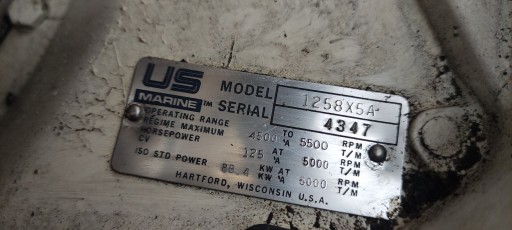 US MARINE™
MODEL 1258X5A
SERIAL 4347
OPERATING RANGE 4500 TO 5500 RPM
REGIME MAXIMUM 'A T/M
HORSEPOWER 125 AT 5000 RPM
CV 'A T/M
ISO STD POWER 88.4 KW AT 5000 RPM
KW 'A T/M
HARTFORD, WISCONSIN U.S.A.